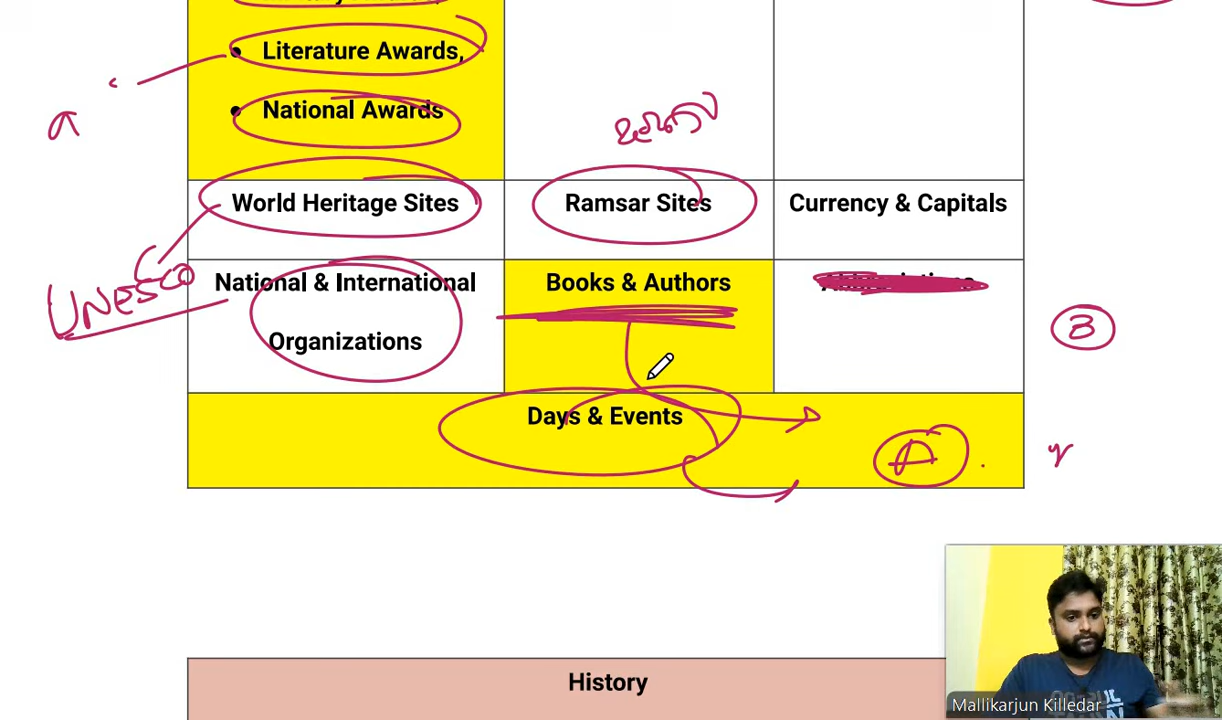 Literature Awards,
National Awards
World Heritage Sites
Ramsar Sites
Currency & Capitals
UNESCO
National & International
Organizations
Books & Authors
B
Days & Events
A
History
Mallikarjun Killedar